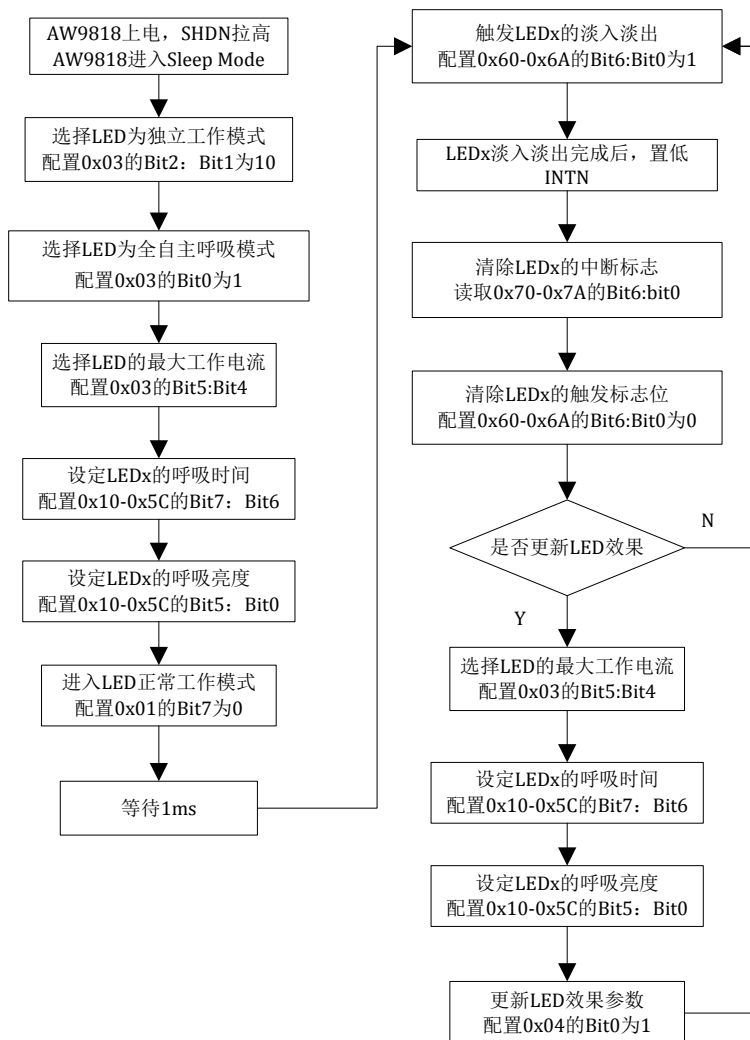 AW9818上电，SHDN拉高
AW9818进入Sleep Mode
选择LED为独立工作模式
配置0x03的Bit2：Bit1为10
选择LED为全自主呼吸模式
配置0x03的Bit0为1
选择LED的最大工作电流
配置0x03的Bit5:Bit4
设定LEDx的呼吸时间
配置0x10-0x5C的Bit7：Bit6
设定LEDx的呼吸亮度
配置0x10-0x5C的Bit5：Bit0
进入LED正常工作模式
配置0x01的Bit7为0
等待1ms
触发LEDx的淡入淡出
配置0x60-0x6A的Bit6:Bit0为1
LEDx淡入淡出完成后，置低
INTN
清除LEDx的中断标志
读取0x70-0x7A的Bit6:bit0
清除LEDx的触发标志位
配置0x60-0x6A的Bit6:Bit0为0
是否更新LED效果
N
Y
选择LED的最大工作电流
配置0x03的Bit5:Bit4
设定LEDx的呼吸时间
配置0x10-0x5C的Bit7：Bit6
设定LEDx的呼吸亮度
配置0x10-0x5C的Bit5：Bit0
更新LED效果参数
配置0x04的Bit0为1